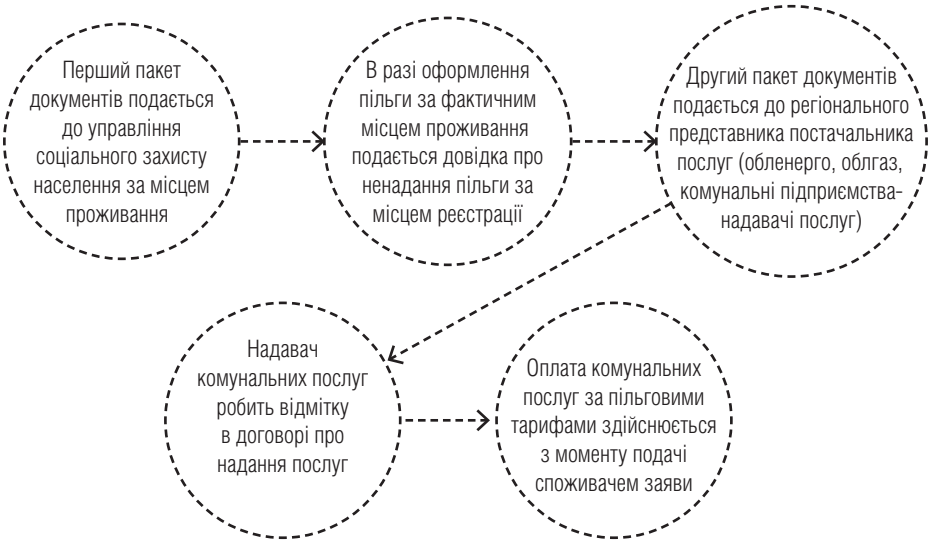 Перший пакет
документів подається
до управління
соціального захисту
населення за місцем
проживання
В разі оформлення
пільги за фактичним
місцем проживання
подається довідка про
ненадання пільги за
місцем реєстрації
Другий пакет документів
подається до регіонального
представника постачальника
послуг (обленерго, облгаз,
комунальні підприємства-
надавачі послуг)
Надавач
комунальних послуг
робить відмітку
в договорі про
надання послуг
Оплата комунальних
послуг за пільговими
тарифами здійснюється
з моменту подачі
споживачем заяви